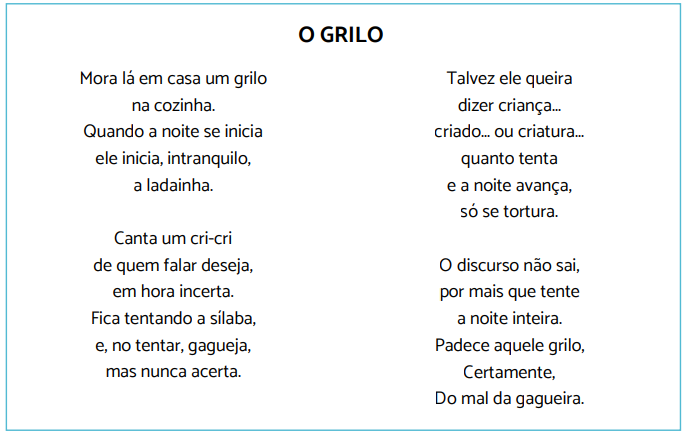 O GRILO
Mora lá em casa um grilo
na cozinha.
Quando a noite se inicia
ele inicia, intranquilo,
a ladainha.
Canta um cri-cri
de quem falar deseja,
em hora incerta.
Fica tentando a sílaba,
e, no tentar, gagueja,
mas nunca acerta.
Talvez ele queira
dizer criança...
criado... ou criatura...
quanto tenta
e a noite avança,
só se tortura.
O discurso não sai,
por mais que tente
a noite inteira.
Padece aquele grilo,
Certamente,
Do mal da gagueira.